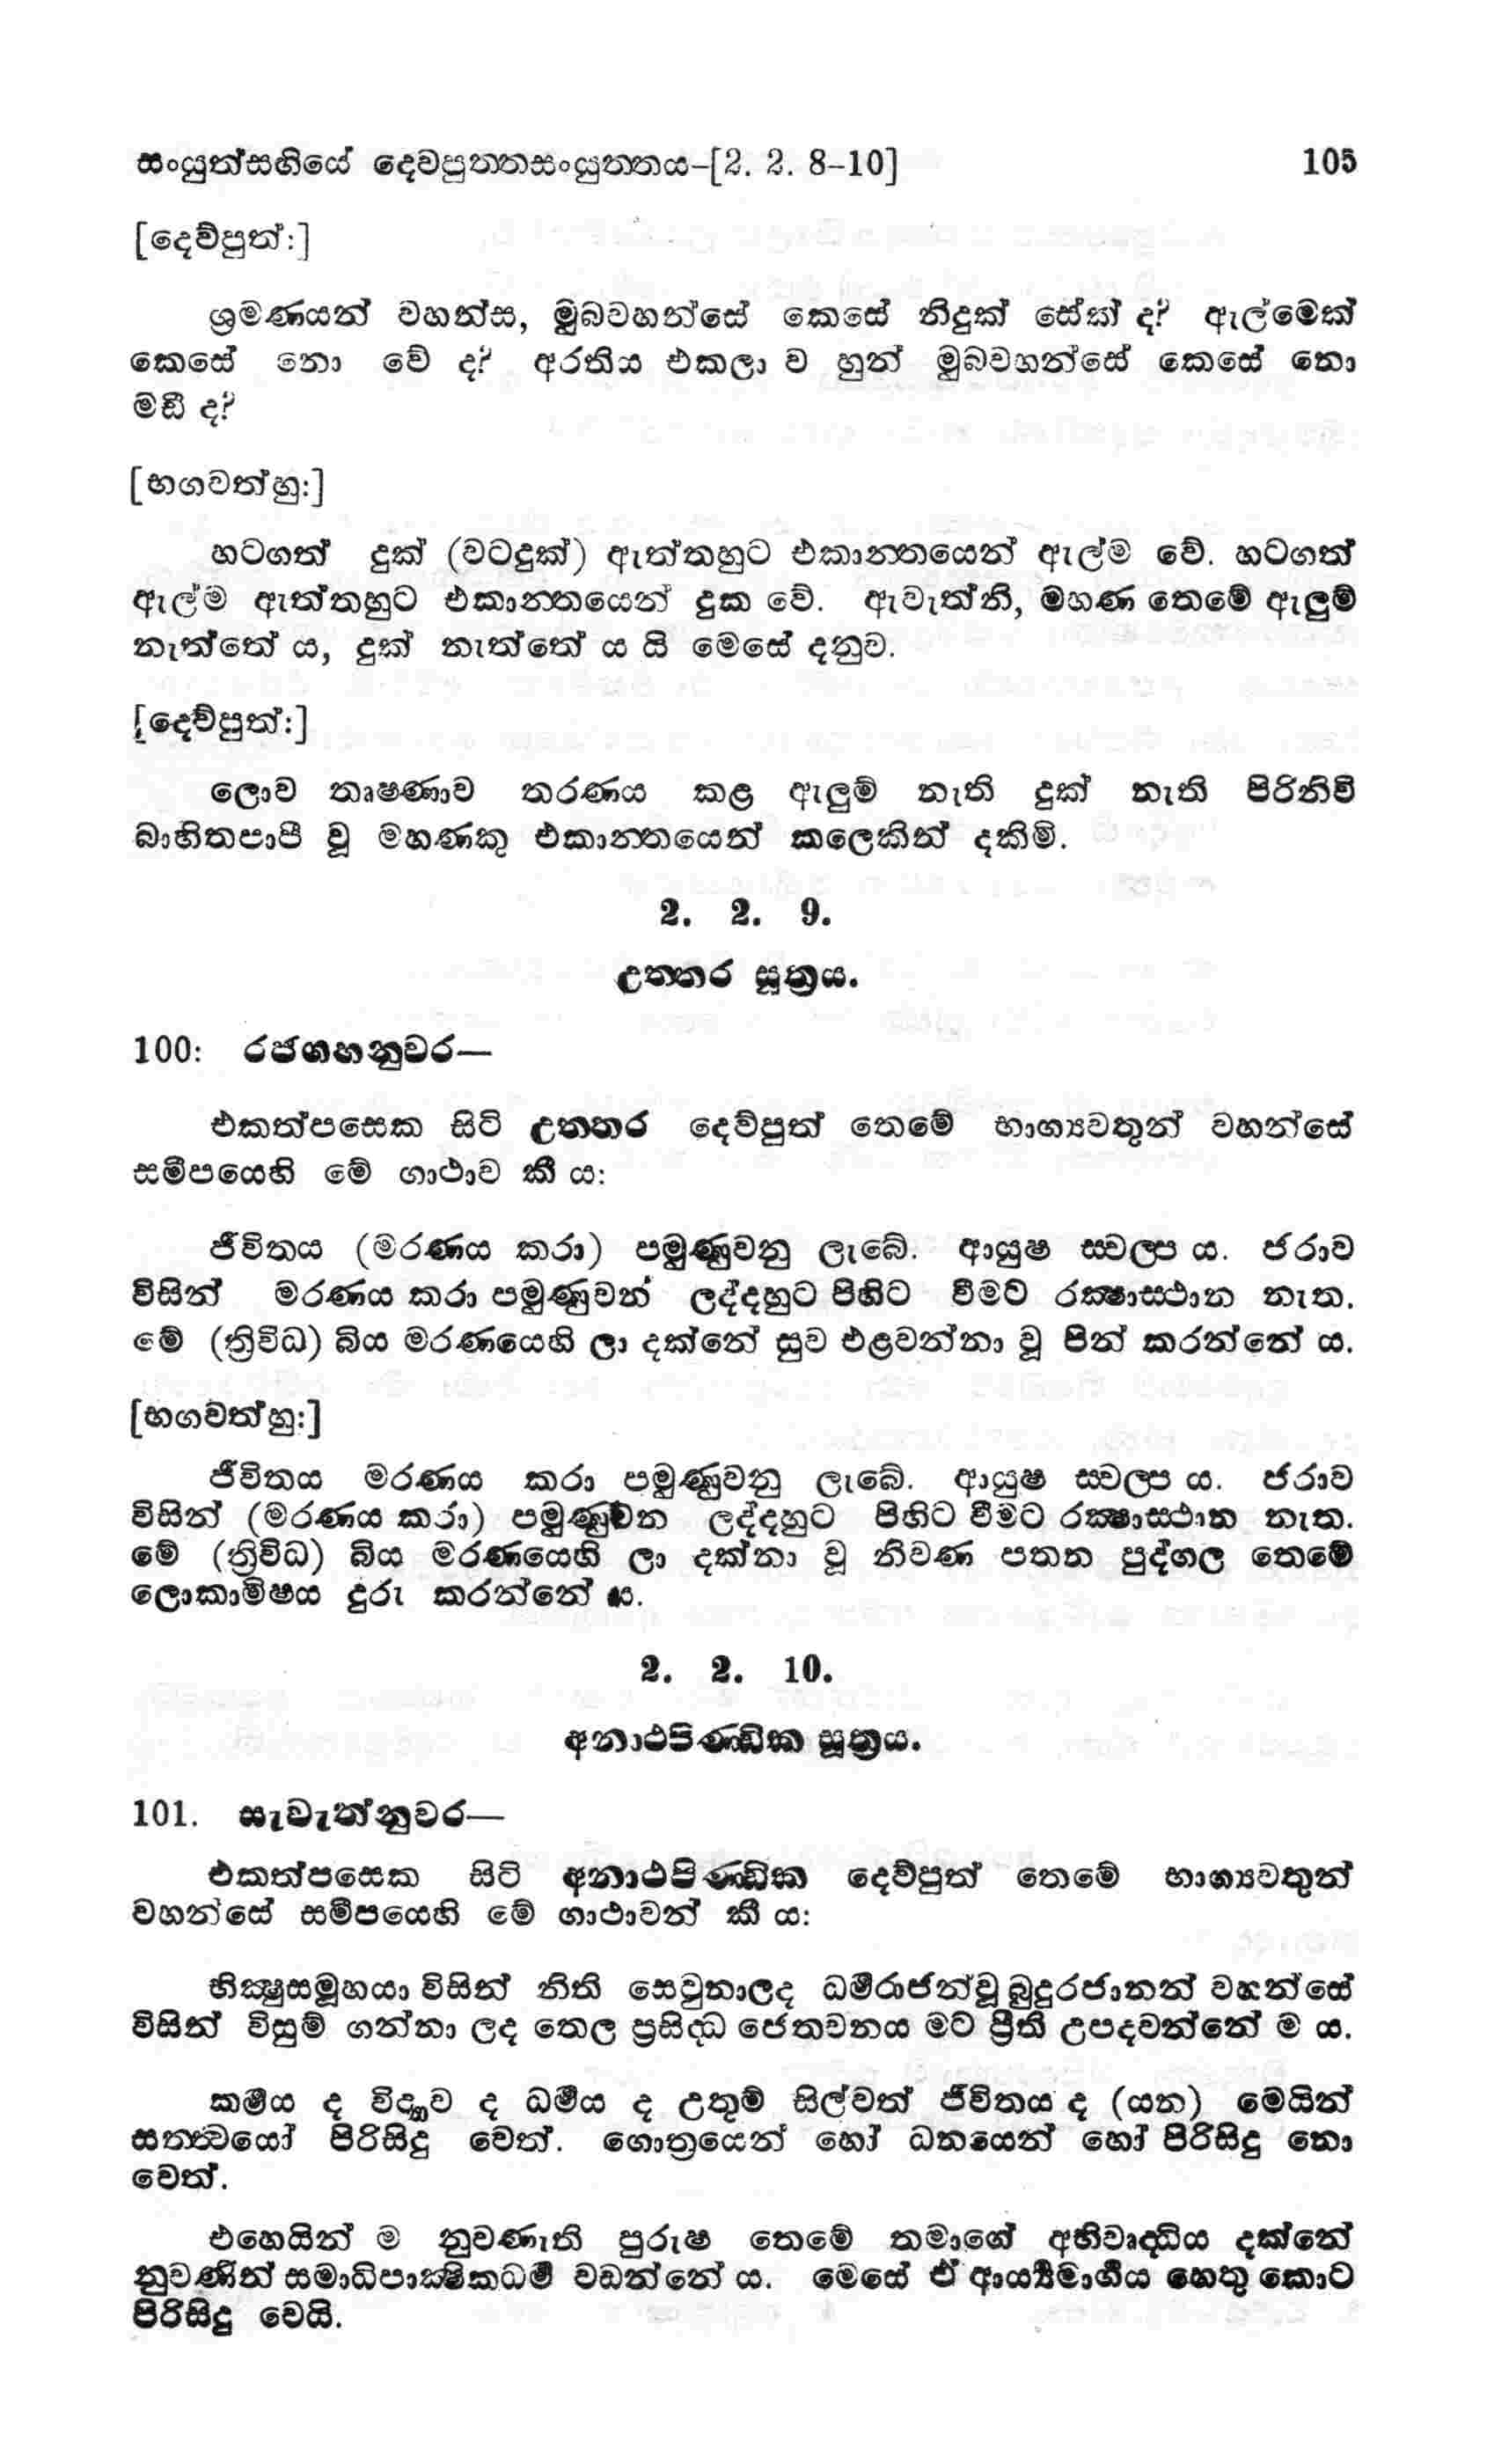 සංයුත්සඟියේ දෙවපුත්තසංයුත්තය-[2. 2. 8-10] 105
[දෙව්පුත්:]
ශ්‍රමණයන් වහන්ස, මුබවහන්සේ කෙසේ නිදුක් සේක් ද? ඇල්මෙක්
කෙසේ නො වේ ද? අරතිය එකලා ව හුන් මුබවහන්සේ කෙසේ නො
මඩී ද?
[භගවත්හු:]
හටගත් දුක් (වටදුක්) ඇත්තහුට එකාන්තයෙන් ඇල්ම වේ. හටගත්
ඇල්ම ඇත්තහුට එකාන්තයෙන් දුක වේ. ඇවැත්නි, මහණ තෙමේ ඇලුම්
නැත්තේ ය, දුක් නැත්තේ ය යි මෙසේ දනුව.
[දෙව්පුත්:]
ලොව තෘෂ්ණාව තරණය කළ ඇලුම් නැති දුක් නැති පිරිනිවි
බාහිතපාපී වූ මහණකු එකාන්තයෙන් කලෙකින් දකිමි.
2. 2. 9.
උත්තර සූත්‍රය.
100: රජගහනුවර—
එකත්පසෙක සිටි උත්තර දෙව්පුත් තෙමේ භාග්‍යවතුන් වහන්සේ
සමීපයෙහි මේ ගාථාව කී ය:
ජීවිතය (මරණය කරා) පමුණුවනු ලැබේ. ආයුෂ ස්වල්ප ය. ජරාව
විසින් මරණය කරා පමුණුවන් ලද්දහුට පිහිට වීමට රක්ෂාස්ථාන නැත.
මේ (ත්‍රිවිධ) බිය මරණයෙහි ලා දක්නේ සුව එළවන්නා වූ පින් කරන්නේ ය.
[භගවත්හු:]
ජීවිතය මරණය කරා පමුණුවනු ලැබේ. ආයුෂ ස්වල්ප ය. ජරාව
විසින් (මරණය කරා) පමුණුවන ලද්දහුට පිහිට වීමට රක්ෂාස්ථාන නැත.
මේ (ත්‍රිවිධ) බිය මරණයෙහි ලා දක්නා වූ නිවණ පතන පුද්ගල තෙමේ
ලොකාමිෂය දුරු කරන්නේ ය.
2. 2. 10.
අනාථපිණ්ඩික සූත්‍රය.
101. සැවැත්නුවර—
එකත්පසෙක සිටි අනාථපිණ්ඩික දෙව්පුත් තෙමේ භාග්‍යවතුන්
වහන්සේ සමීපයෙහි මේ ගාථාවන් කී ය:
භික්ෂුසමූහයා විසින් නිති සෙවුනාලද ධර්මරාජන්වූ බුදුරජානන් වහන්සේ
විසින් විසුම් ගන්නා ලද තෙල ප්‍රසිද්ධ ජෙතවනය මට ප්‍රීති උපදවන්නේ ම ය.
කර්මය ද විද්‍යාව ද ධර්මය ද උතුම් සිල්වත් ජීවිතය ද (යන) මෙයින්
සත්ත්වයෝ පිරිසිදු වෙත්. ගොත්‍රයෙන් හෝ ධනයෙන් හෝ පිරිසිදු නො
වෙත්.
එහෙයින් ම නුවණැති පුරුෂ තෙමේ තමාගේ අභිවෘද්ධිය දක්නේ
නුවණින් සමාධිපාක්ෂිකධර්ම වඩන්නේ ය. මෙසේ ඒ ආර්‍ය්‍යමාර්ගය හෙතු කොට
පිරිසිදු වෙයි.